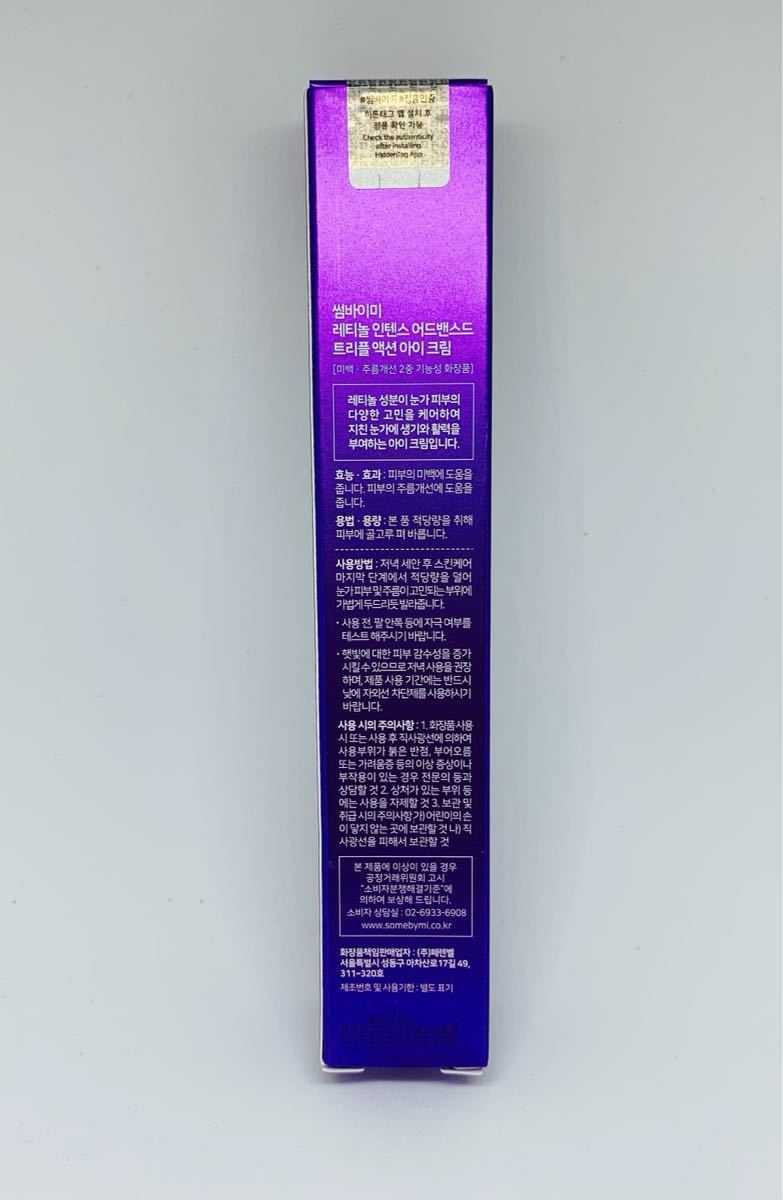 #썸바이미 #정품인증
히든태그 앱 설치 후
정품 확인 가능
Check the authenticity
after installing
HiddenTag App
썸바이미
레티놀 인텐스 어드밴스드
트리플 액션 아이 크림
[미백 · 주름개선 2중 기능성 화장품]
레티놀 성분이 눈가 피부의
다양한 고민을 케어하여
지친 눈가에 생기와 활력을
부여하는 아이 크림입니다.
효능 · 효과 : 피부의 미백에 도움을
줍니다. 피부의 주름개선에 도움을
줍니다.
용법 · 용량 : 본 품 적당량을 취해
피부에 골고루 펴 바릅니다.
사용방법 : 저녁 세안 후 스킨케어
마지막 단계에서 적당량을 덜어
눈가 피부 및 주름이 고민되는 부위에
가볍게 두드리듯 발라줍니다.
· 사용 전, 팔 안쪽 등에 자극 여부를
테스트 해주시기 바랍니다.
· 햇빛에 대한 피부 감수성을 증가
시킬 수 있으므로 저녁 사용을 권장
하며, 제품 사용 기간에는 반드시
낮에 자외선 차단제를 사용하시기
바랍니다.
사용 시의 주의사항 : 1. 화장품 사용
시 또는 사용 후 직사광선에 의하여
사용부위가 붉은 반점, 부어오름
또는 가려움증 등의 이상 증상이나
부작용이 있는 경우 전문의 등과
상담할 것 2. 상처가 있는 부위 등
에는 사용을 자제할 것 3. 보관 및
취급 시의 주의사항 가) 어린이의 손
이 닿지 않는 곳에 보관할 것 나) 직
사광선을 피해서 보관할 것
본 제품에 이상이 있을 경우
공정거래위원회 고시
"소비자분쟁해결기준"에
의하여 보상해 드립니다.
소비자 상담실 : 02-6933-6908
www.somebymi.co.kr
화장품책임판매업자 : (주)페렌벨
서울특별시 성동구 아차산로17길 49,
311~320호
제조번호 및 사용기한 : 별도 표기